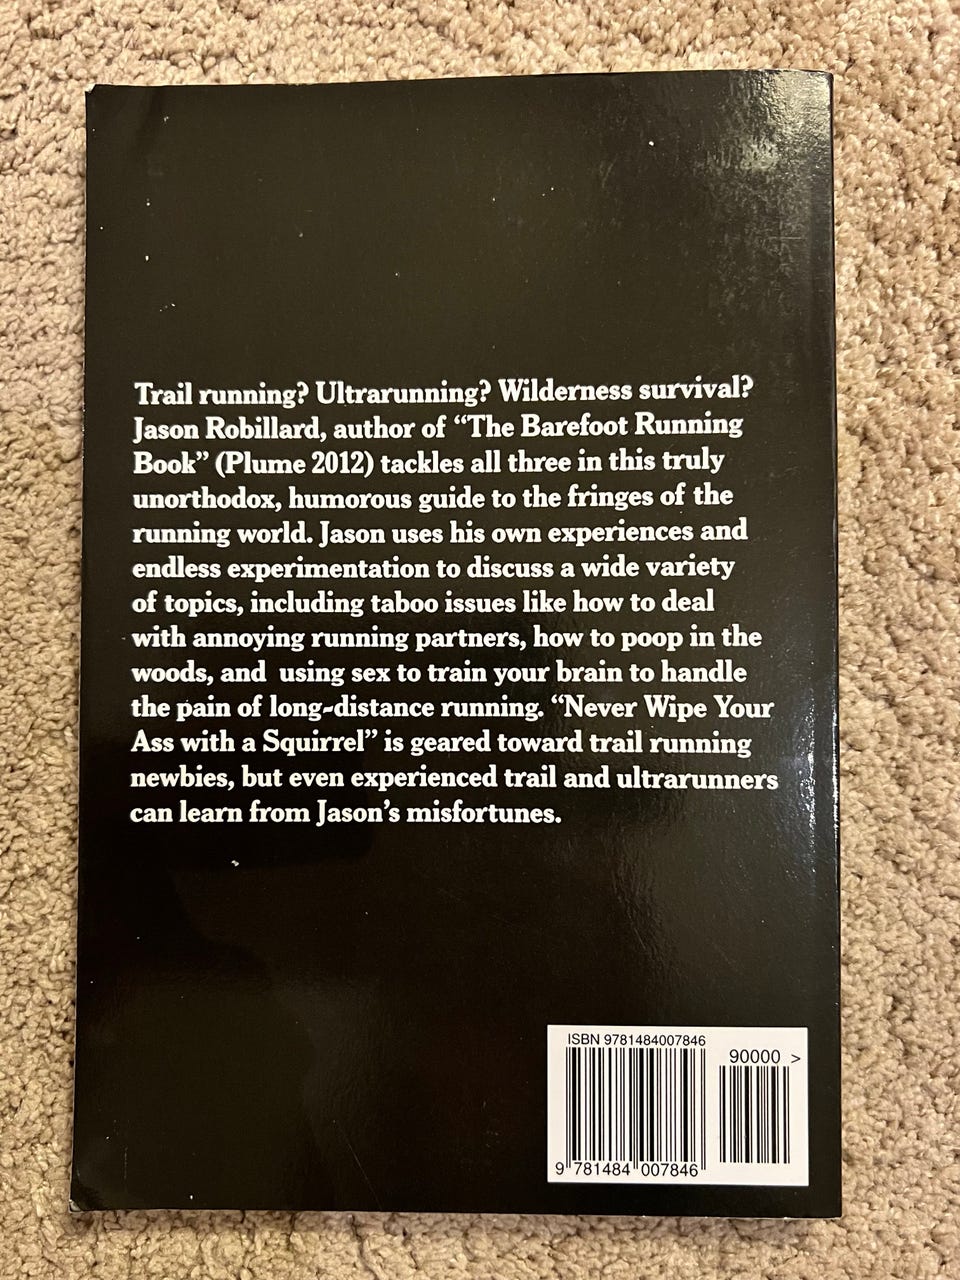 Trail running? Ultrarunning? Wilderness survival?
Jason Robillard, author of “The Barefoot Running
Book” (Plume 2012) tackles all three in this truly
unorthodox, humorous guide to the fringes of the
running world. Jason uses his own experiences and
endless experimentation to discuss a wide variety
of topics, including taboo issues like how to deal
with annoying running partners, how to poop in the
woods, and  using sex to train your brain to handle
the pain of long-distance running. “Never Wipe Your
Ass with a Squirrel” is geared toward trail running
newbies, but even experienced trail and ultrarunners
can learn from Jason’s misfortunes.
ISBN 9781484007846
90000 >
9 781484 007846